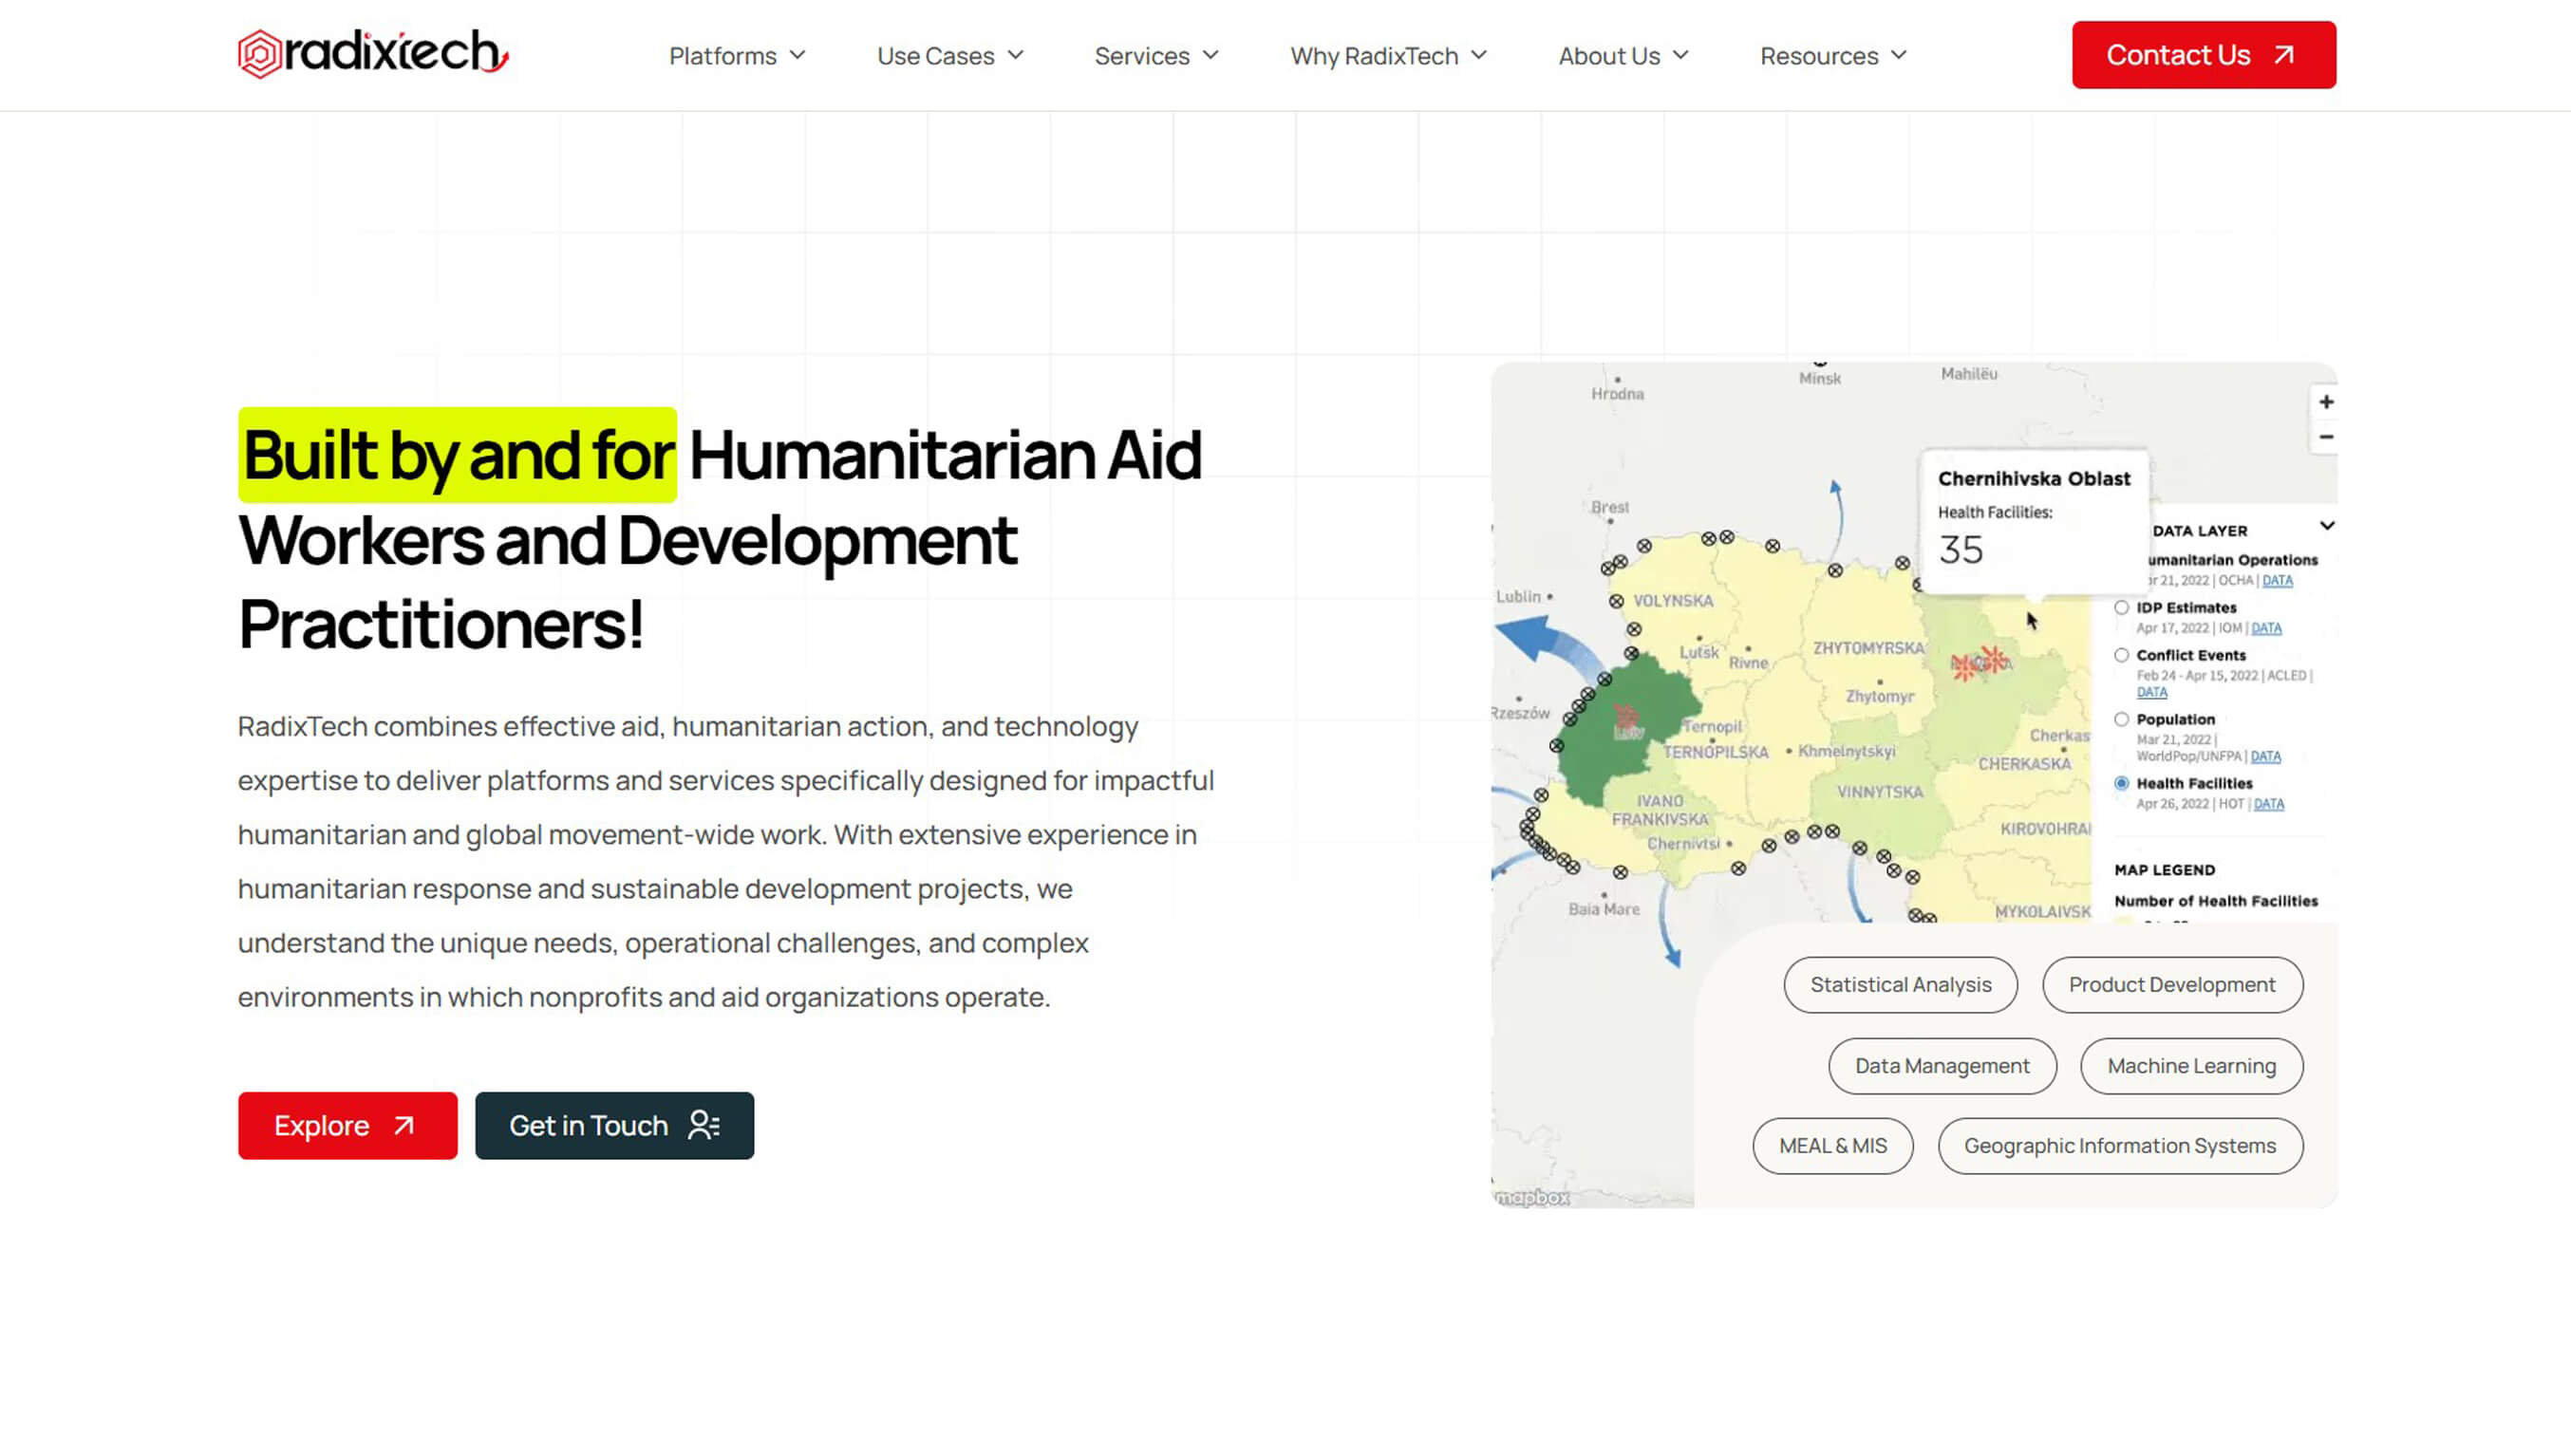 radixtech
Platforms
Use Cases
Services
Why RadixTech
About Us
Resources
Contact Us
Built by and for Humanitarian Aid
Workers and Development
Practitioners!
RadixTech combines effective aid, humanitarian action, and technology
expertise to deliver platforms and services specifically designed for impactful
humanitarian and global movement-wide work. With extensive experience in
humanitarian response and sustainable development projects, we
understand the unique needs, operational challenges, and complex
environments in which nonprofits and aid organizations operate.
Explore
Get in Touch
Hrodna
Minsk
Mahilëu
+
−
Brest
Chernihivska Oblast
Health Facilities:
35
Lublin
VOLYNSKA
Lutsk
Rivne
ZHYTOMYRSKA
Zhytomyr
Rzeszów
Lviv
Ternopil
TERNOPILSKA
Khmelnytskyi
Cherkas
CHERKASKA
VINNYTSKA
IVANO
FRANKIVSKA
Chernivtsi
KIROVOHRA
Baia Mare
MYKOLAIVSK
DATA LAYER
umanitarian Operations
pr 21, 2022 | OCHA | DATA
IDP Estimates
Apr 17, 2022 | IOM | DATA
Conflict Events
Feb 24 - Apr 15, 2022 | ACLED |
DATA
Population
Mar 21, 2022 |
WorldPop/UNFPA | DATA
Health Facilities
Apr 26, 2022 | HOT | DATA
MAP LEGEND
Number of Health Facilities
Statistical Analysis
Product Development
Data Management
Machine Learning
MEAL & MIS
Geographic Information Systems
mapbox